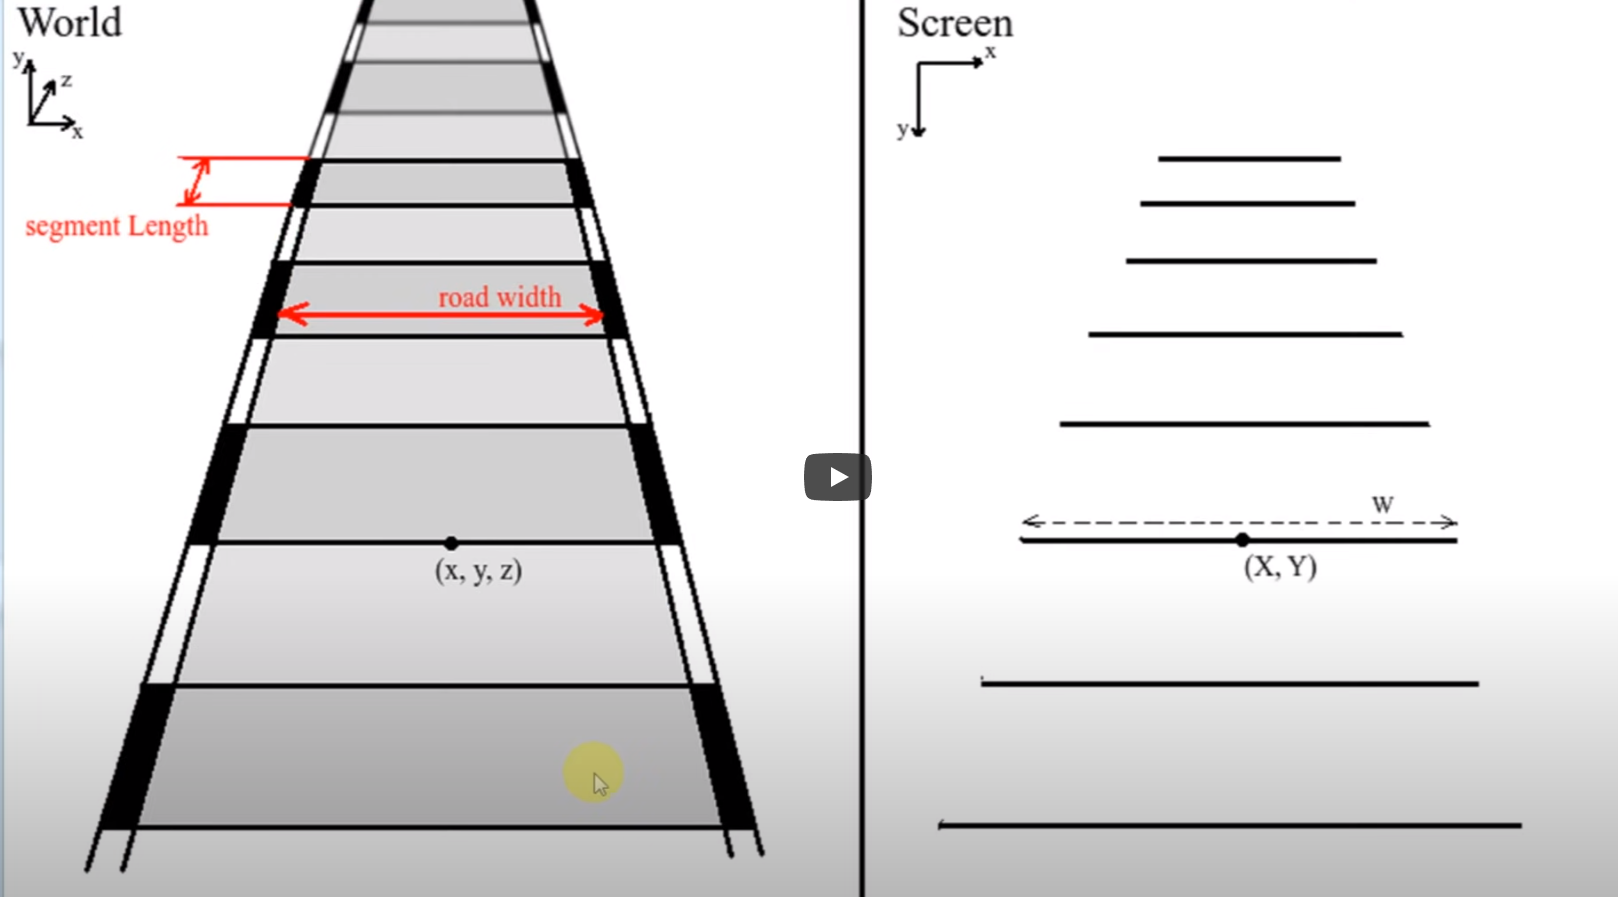 World
y
z
x
segment Length
road width
(x, y, z)
Screen
x
y
W
(X, Y)